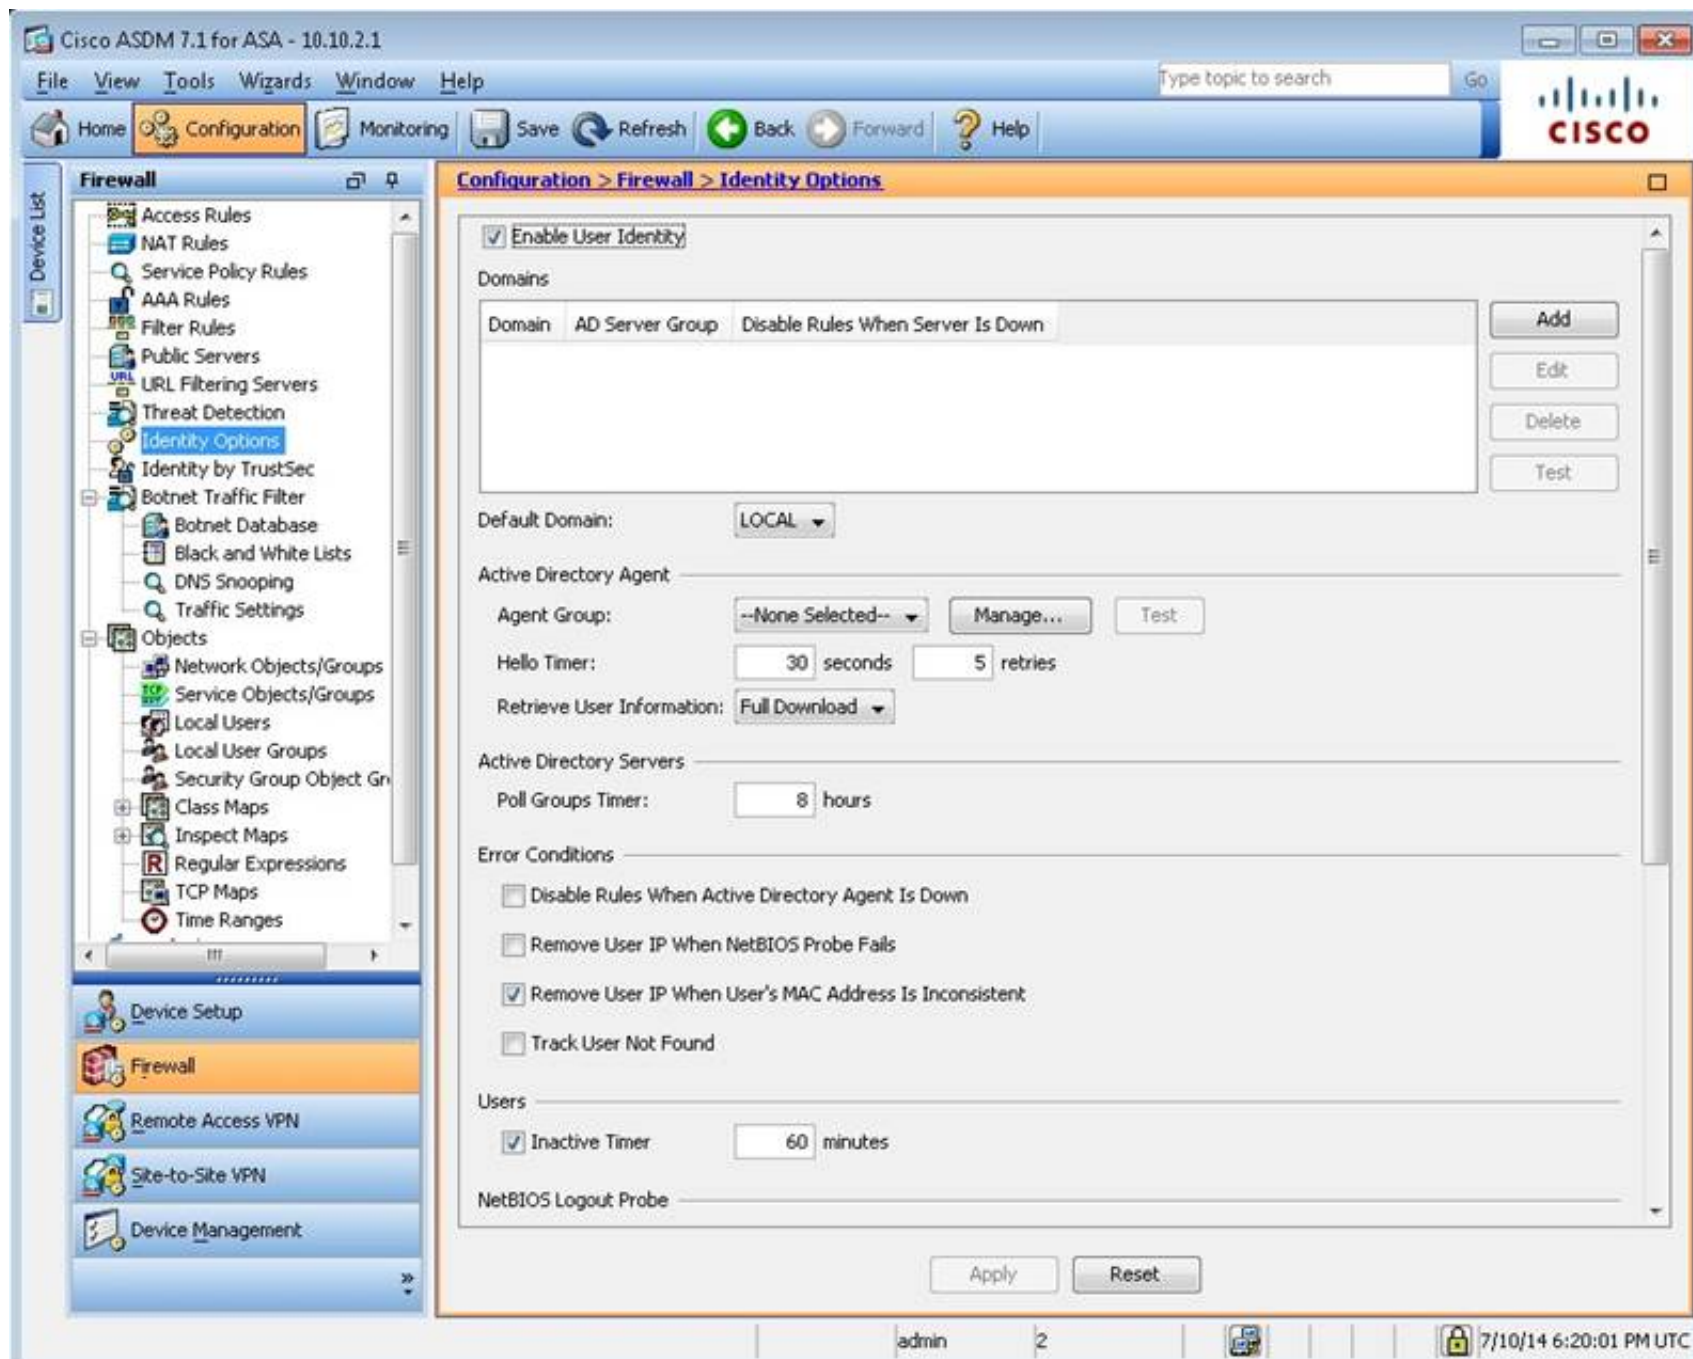 Cisco ASDM 7.1 for ASA - 10.10.2.1
File View Tools Wizards Window Help
Type topic to search Go
CISCO
Home Configuration Monitoring Save Refresh Back Forward Help
Device List
Firewall
Access Rules
NAT Rules
Service Policy Rules
AAA Rules
Filter Rules
Public Servers
URL Filtering Servers
Threat Detection
Identity Options
Identity by TrustSec
Botnet Traffic Filter
Botnet Database
Black and White Lists
DNS Snooping
Traffic Settings
Objects
Network Objects/Groups
Service Objects/Groups
Local Users
Local User Groups
Security Group Object Gr
Class Maps
Inspect Maps
Regular Expressions
TCP Maps
Time Ranges
Device Setup
Firewall
Remote Access VPN
Site-to-Site VPN
Device Management
Configuration > Firewall > Identity Options
Enable User Identity
Domains
Domain AD Server Group Disable Rules When Server Is Down
Add
Edit
Delete
Test
Default Domain: LOCAL
Active Directory Agent
Agent Group: --None Selected-- Manage... Test
Hello Timer: 30 seconds 5 retries
Retrieve User Information: Full Download
Active Directory Servers
Poll Groups Timer: 8 hours
Error Conditions
Disable Rules When Active Directory Agent Is Down
Remove User IP When NetBIOS Probe Fails
Remove User IP When User's MAC Address Is Inconsistent
Track User Not Found
Users
Inactive Timer 60 minutes
NetBIOS Logout Probe
Apply Reset
admin 2 7/10/14 6:20:01 PM UTC